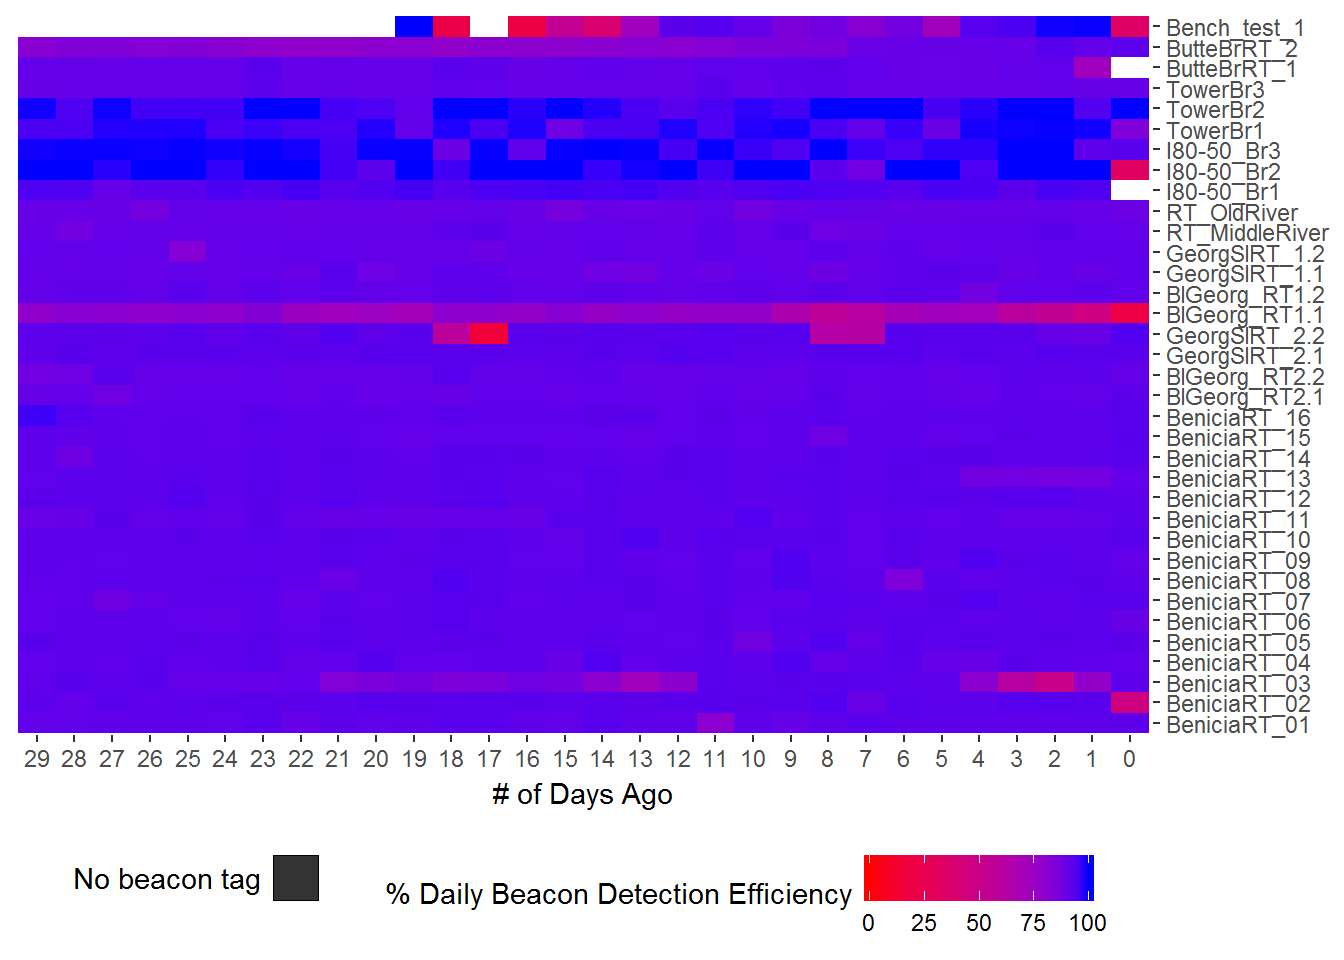 Bench_test_1
ButteBrRT_2
ButteBrRT_1
TowerBr3
TowerBr2
TowerBr1
I80-50_Br3
I80-50_Br2
I80-50_Br1
RT_OldRiver
RT_MiddleRiver
GeorgSlRT_1.2
GeorgSlRT_1.1
BlGeorg_RT1.2
BlGeorg_RT1.1
GeorgSlRT_2.2
GeorgSlRT_2.1
BlGeorg_RT2.2
BlGeorg_RT2.1
BeniciaRT_16
BeniciaRT_15
BeniciaRT_14
BeniciaRT_13
BeniciaRT_12
BeniciaRT_11
BeniciaRT_10
BeniciaRT_09
BeniciaRT_08
BeniciaRT_07
BeniciaRT_06
BeniciaRT_05
BeniciaRT_04
BeniciaRT_03
BeniciaRT_02
BeniciaRT_01
29 28 27 26 25 24 23 22 21 20 19 18 17 16 15 14 13 12 11 10 9 8 7 6 5 4 3 2 1 0
# of Days Ago
No beacon tag
% Daily Beacon Detection Efficiency
0 25 50 75 100